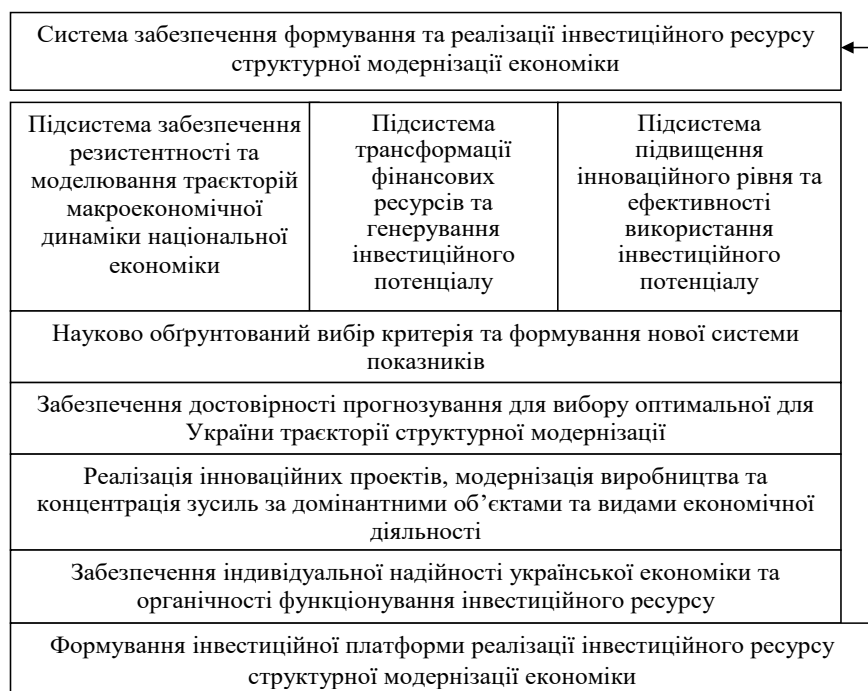 Система забезпечення формування та реалізації інвестиційного ресурсу
структурної модернізації економіки
Підсистема забезпечення
резистентності та
моделювання траєкторій
макроекономічної
динаміки національної
економіки
Підсистема
трансформації
фінансових
ресурсів та
генерування
інвестиційного
потенціалу
Підсистема
підвищення
інноваційного рівня та
ефективності
використання
інвестиційного
потенціалу
Науково обґрунтований вибір критерія та формування нової системи
показників
Забезпечення достовірності прогнозування для вибору оптимальної для
України траєкторії структурної модернізації
Реалізація інноваційних проектів, модернізація виробництва та
концентрація зусиль за домінантними об’єктами та видами економічної
діяльності
Забезпечення індивідуальної надійності української економіки та
органічності функціонування інвестиційного ресурсу
Формування інвестиційної платформи реалізації інвестиційного ресурсу
структурної модернізації економіки